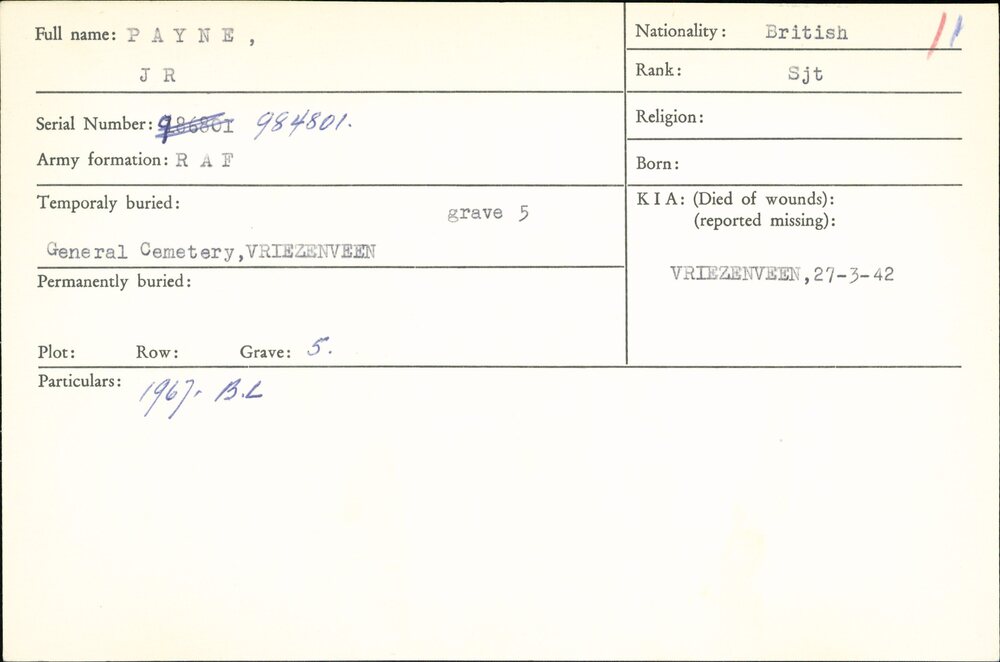 Full name: P A Y N E ,
J R
Serial Number: 986801 984801.
Army formation: R A F
Temporaly buried:
grave 5
General Cemetery,VRIEZENVEEN
Permanently buried:
Plot: Row: Grave: 5.
Particulars: 1967. B.L
Nationality: British
Rank: Sjt
Religion:
Born:
K I A: (Died of wounds):
(reported missing):
VRIEZENVEEN,27-3-42